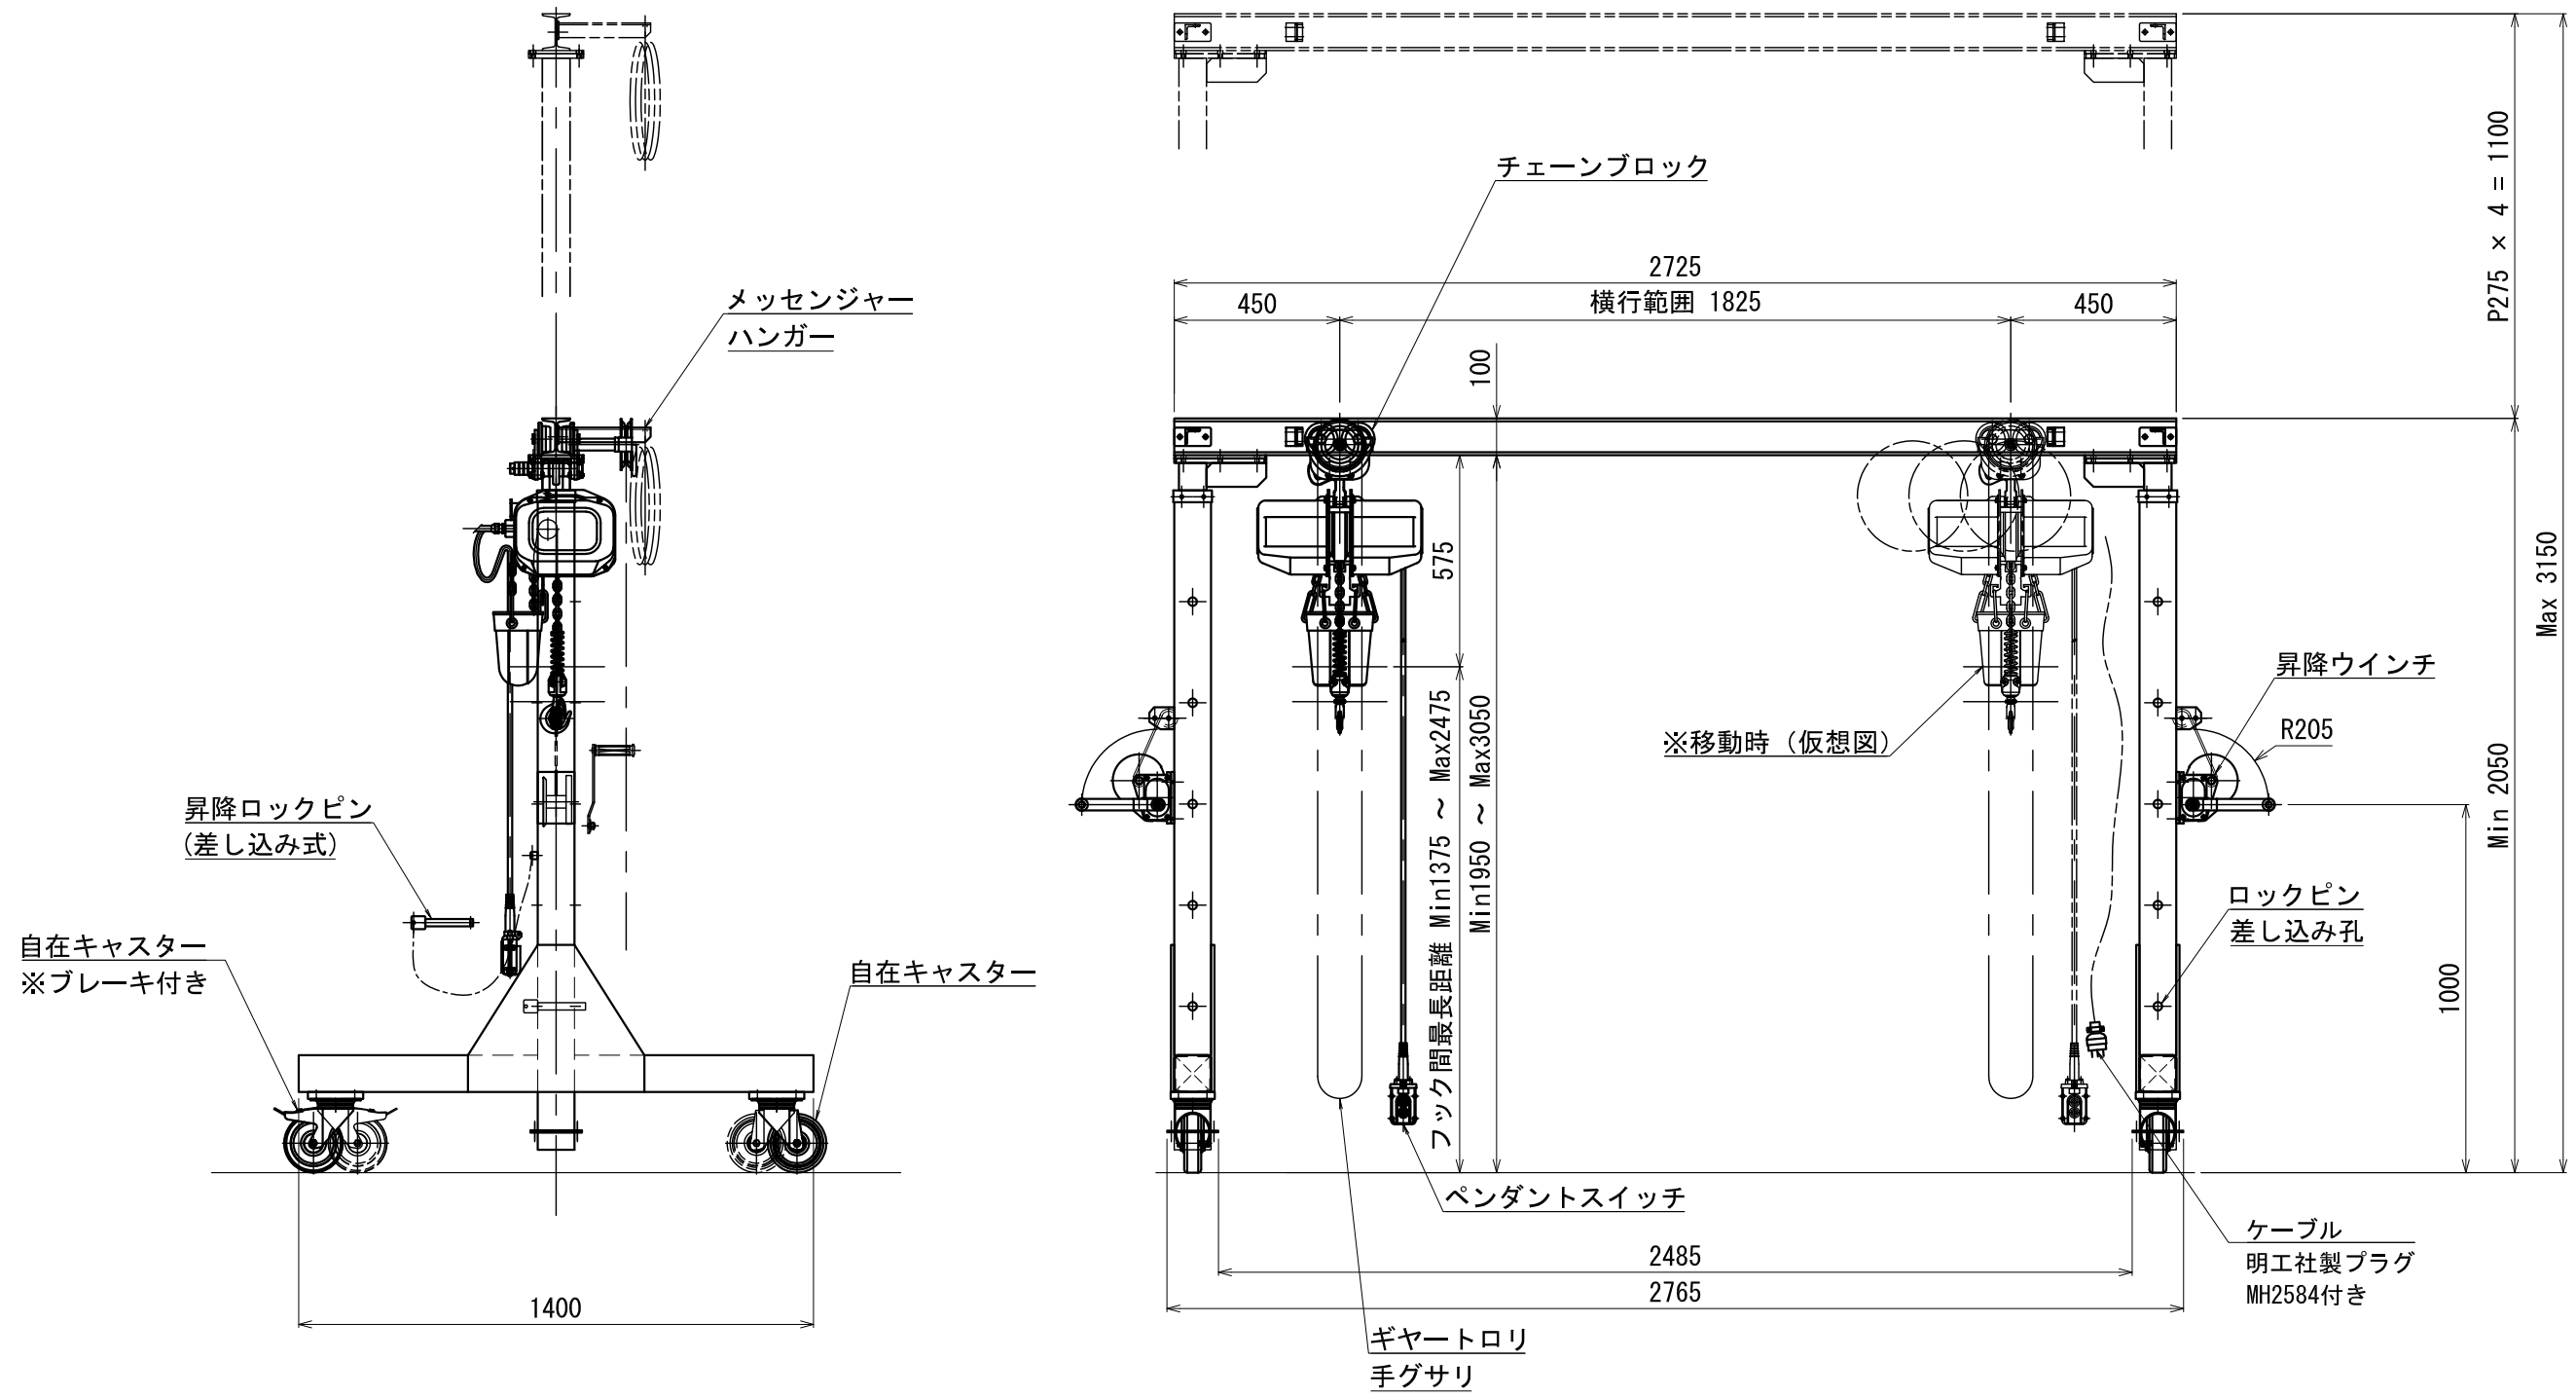 メッセンジャー
ハンガー
昇降ロックピン
(差し込み式)
自在キャスター
※ブレーキ付き
自在キャスター
1400
チェーンブロック
2725
450
横行範囲 1825
450
100
575
フック間最長距離 Min1375 ～ Max2475
Min1950 ～ Max3050
※移動時（仮想図）
昇降ウインチ
R205
ロックピン
差し込み孔
P275 × 4 = 1100
Max 3150
Min 2050
1000
ペンダントスイッチ
ケーブル
明工社製プラグ
MH2584付き
2485
2765
ギヤートロリ
手グサリ